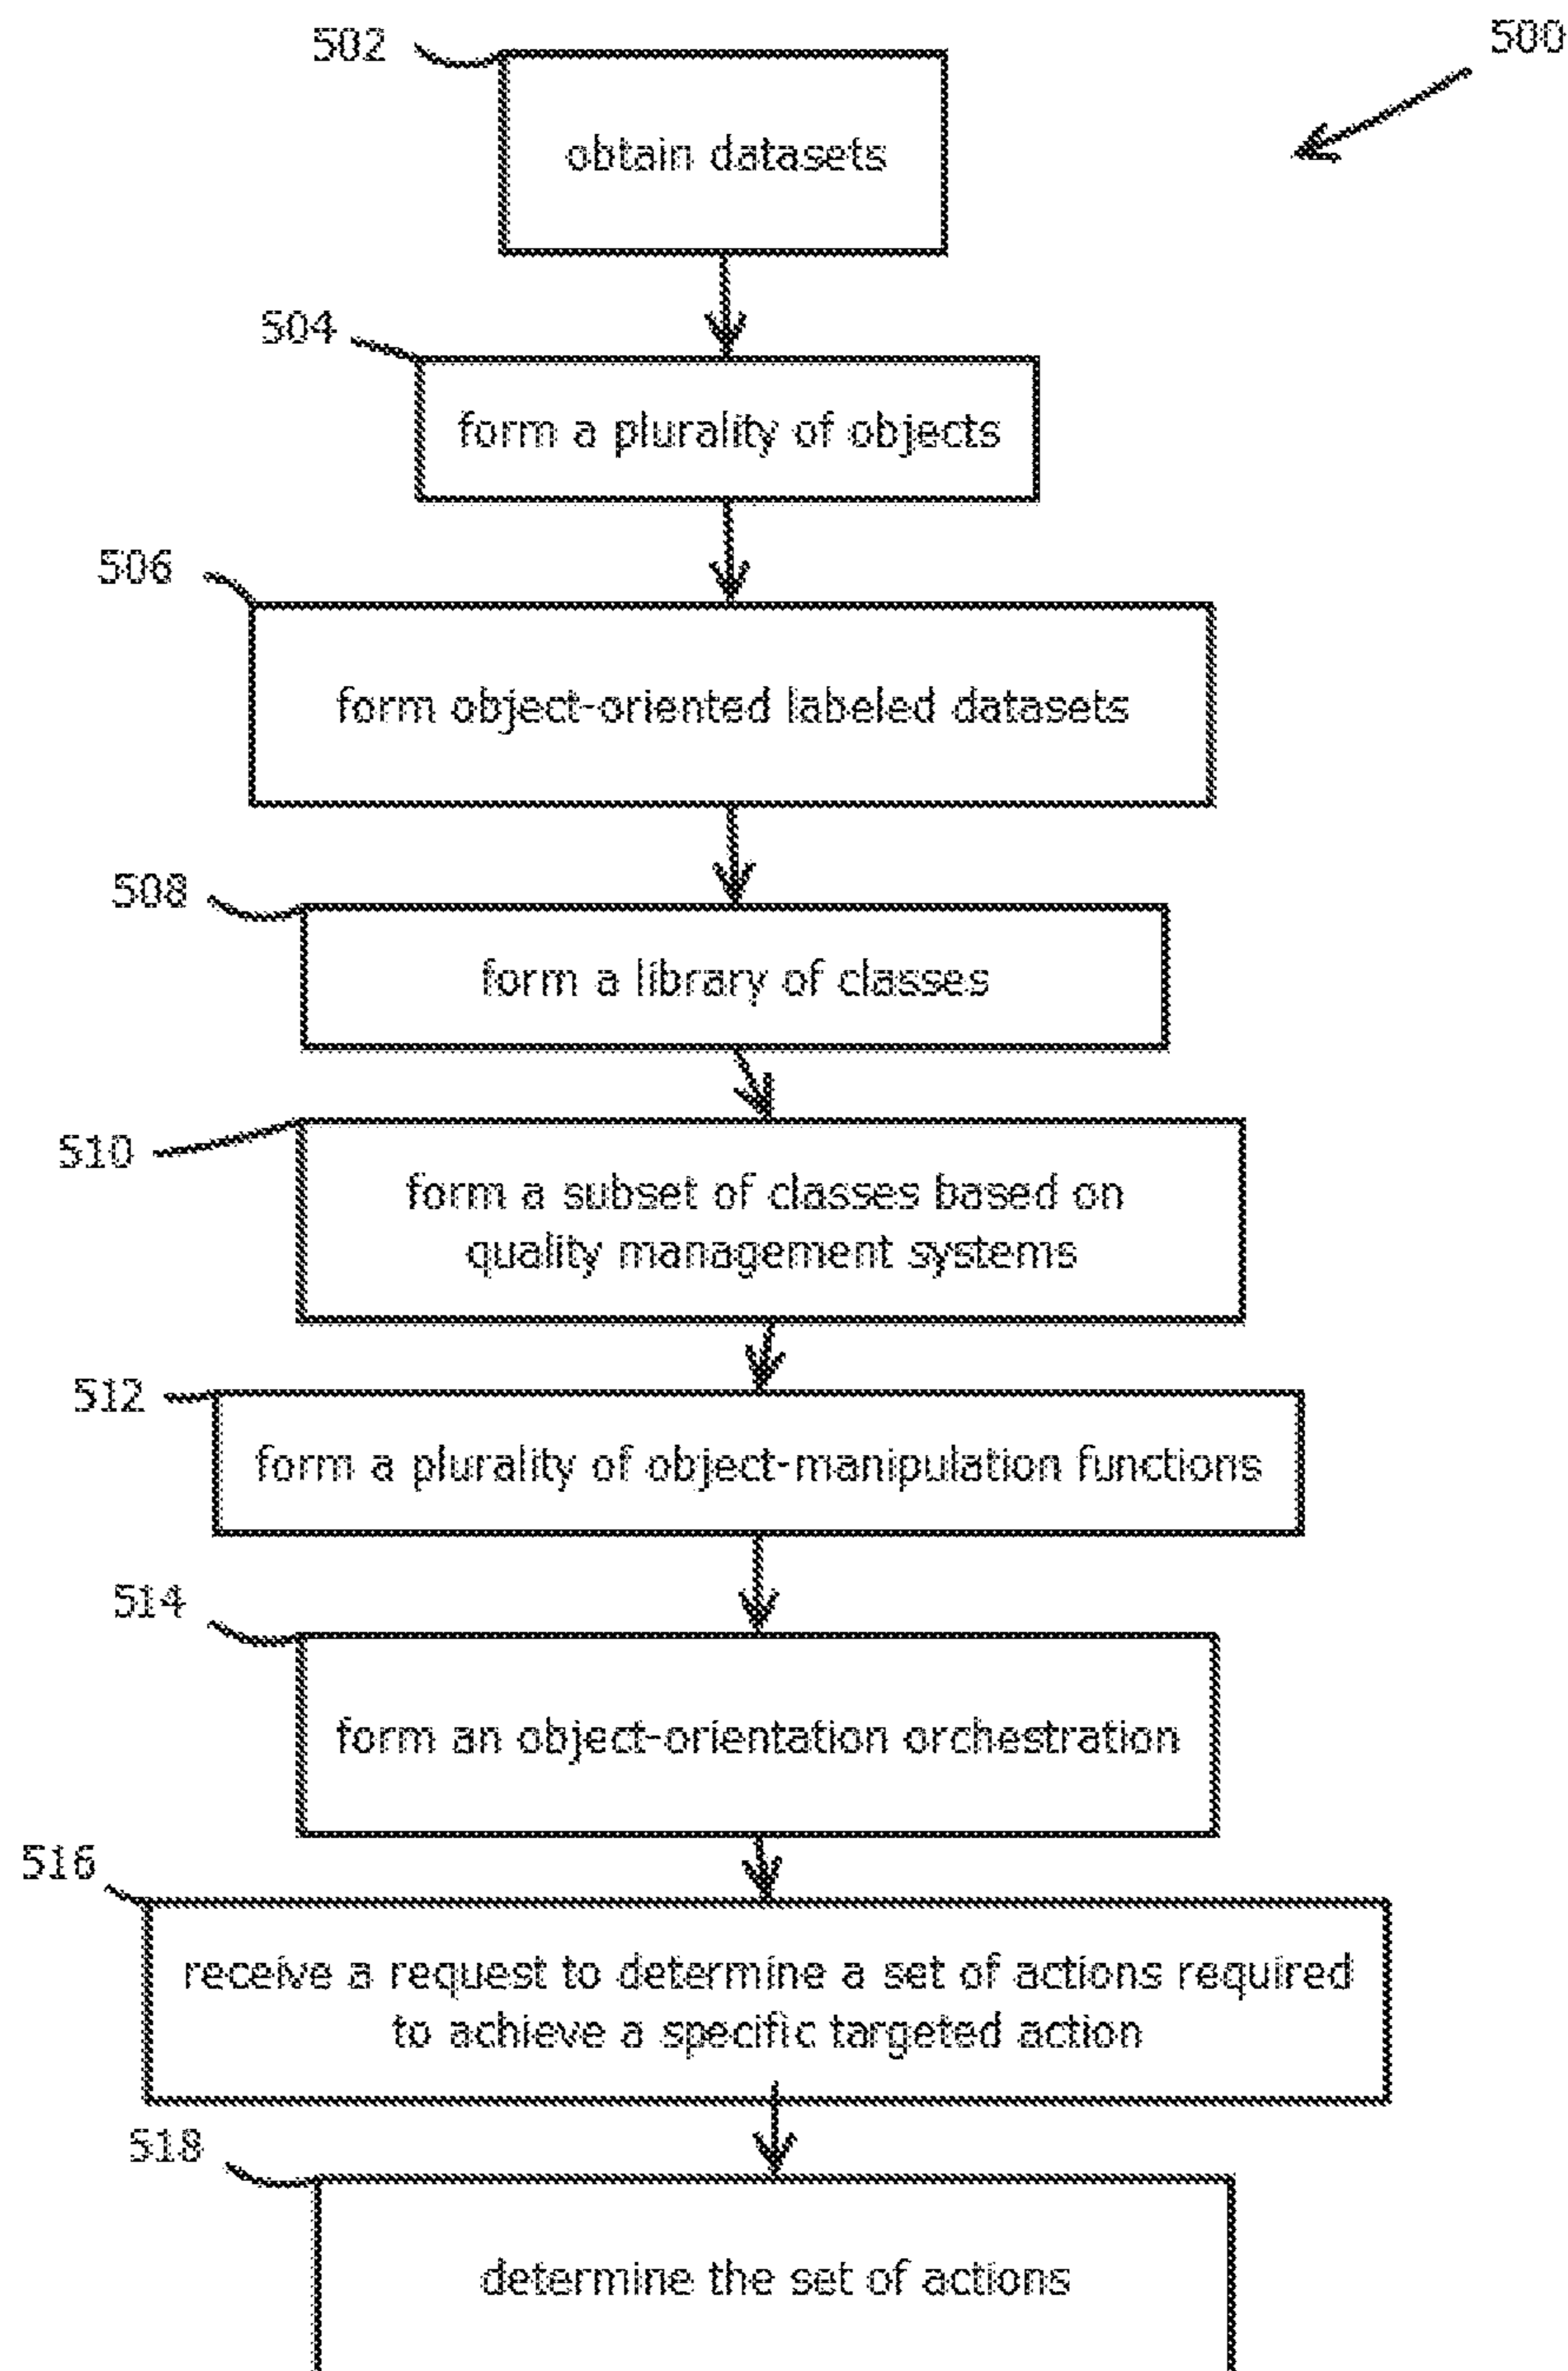 500
502
obtain datasets
504
form a plurality of objects
506
form object-oriented labeled datasets
508
form a library of classes
510
form a subset of classes based on
quality management systems
512
form a plurality of object-manipulation functions
514
form an object-orientation orchestration
516
receive a request to determine a set of actions required
to achieve a specific targeted action
518
determine the set of actions